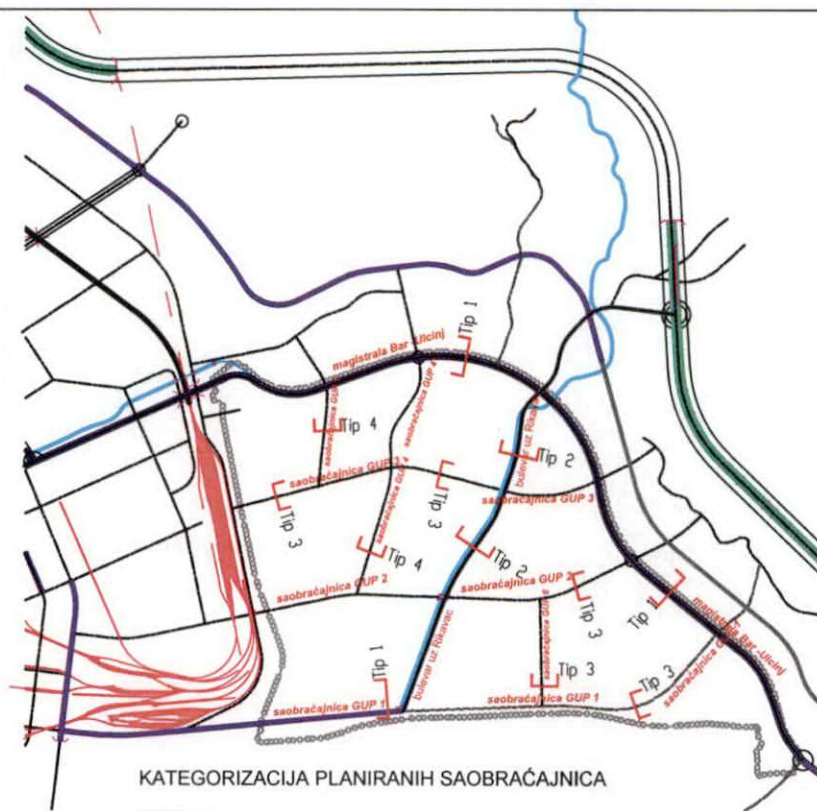 Tip 1
magistrala Bar -Ulcinj
saobraćajnica GUP 4
Tip 4
bulevar uz Rikavac
Tip 2
saobraćajnica GUP 3
saobraćajnica GUP 3
Tip 3
Tip 3
saobraćajnica GUP 4
Tip 4
Tip 2
saobraćajnica GUP 2
saobraćajnica GUP 2
Tip 3
Tip 1
magistrala Bar -Ulcinj
bulevar uz Rikavac
Tip 1
Tip 3
Tip 3
saobraćajnica GUP 1
saobraćajnica GUP 1
KATEGORIZACIJA PLANIRANIH SAOBRAĆAJNICA